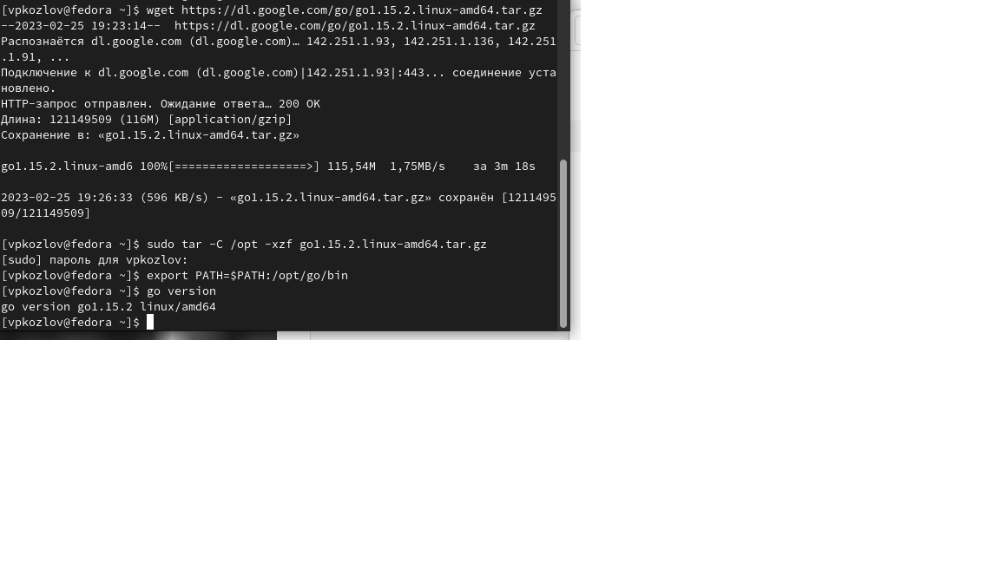 [vpkozlov@fedora ~]$ wget https://dl.google.com/go/go1.15.2.linux-amd64.tar.gz
--2023-02-25 19:23:14--  https://dl.google.com/go/go1.15.2.linux-amd64.tar.gz
Распознаётся dl.google.com (dl.google.com)… 142.251.1.93, 142.251.1.136, 142.251
.1.91, ...
Подключение к dl.google.com (dl.google.com)|142.251.1.93|:443... соединение уста
новлено.
HTTP-запрос отправлен. Ожидание ответа… 200 OK
Длина: 121149509 (116M) [application/gzip]
Сохранение в: «go1.15.2.linux-amd64.tar.gz»
go1.15.2.linux-amd6 100%[===================>] 115,54M  1,75MB/s    за 3m 18s
2023-02-25 19:26:33 (596 KB/s) - «go1.15.2.linux-amd64.tar.gz» сохранён [1211495
09/121149509]
[vpkozlov@fedora ~]$ sudo tar -C /opt -xzf go1.15.2.linux-amd64.tar.gz
[sudo] пароль для vpkozlov:
[vpkozlov@fedora ~]$ export PATH=$PATH:/opt/go/bin
[vpkozlov@fedora ~]$ go version
go version go1.15.2 linux/amd64
[vpkozlov@fedora ~]$